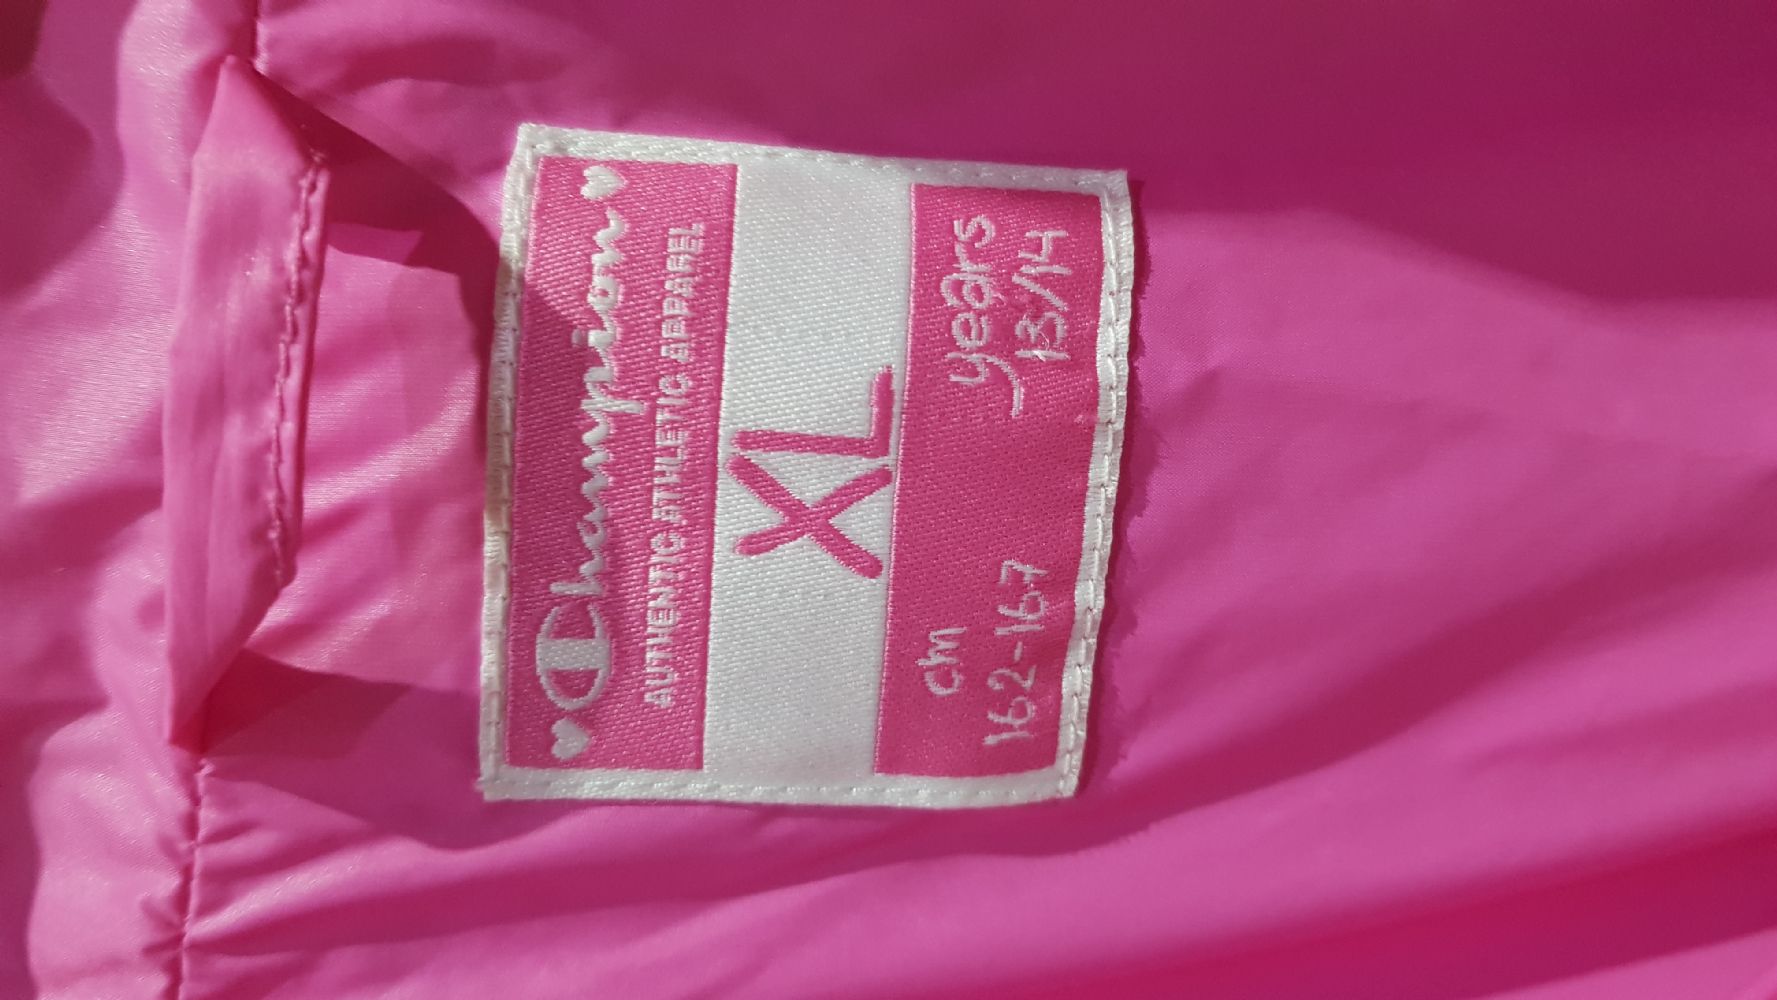 Champion
AUTHENTIC ATHLETIC APPAREL
XL
cm years
162-167 13/14